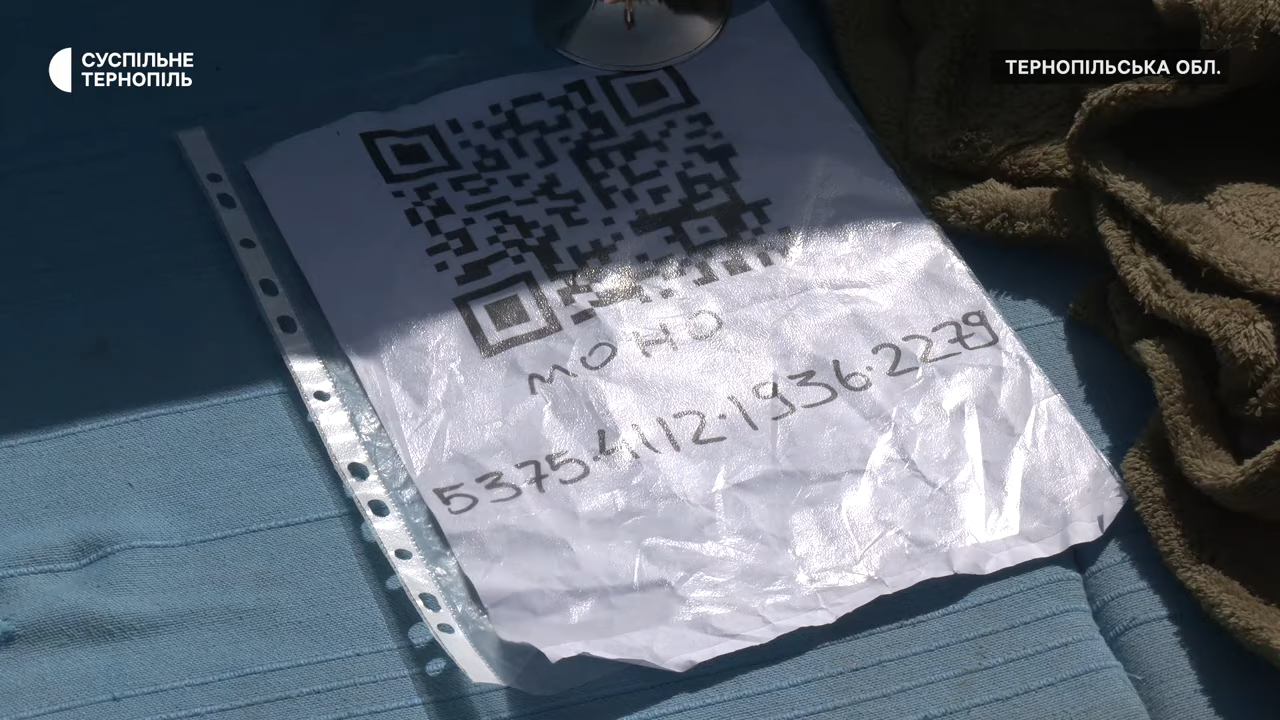 СУСПІЛЬНЕ
ТЕРНОПІЛЬ
ТЕРНОПІЛЬСЬКА ОБЛ.
МОНО
5375.4112.1936.2279